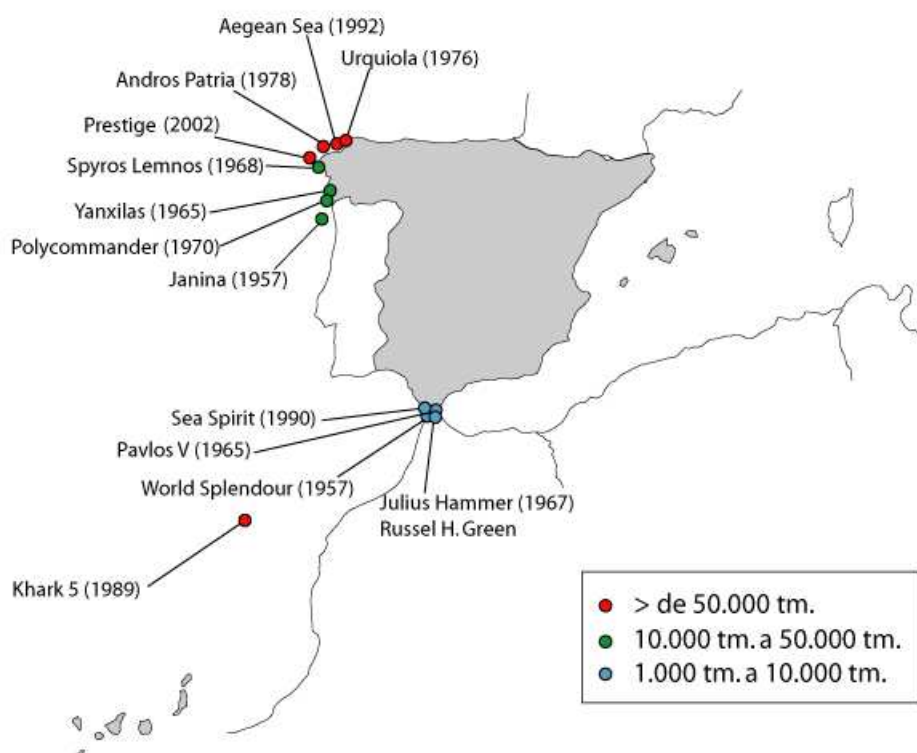 Aegean Sea (1992)
Urquiola (1976)
Andros Patria (1978)
Prestige (2002)
Spyros Lemnos (1968)
Yanxilas (1965)
Polycommander (1970)
Janina (1957)
Sea Spirit (1990)
Pavlos V (1965)
World Splendour (1957)
Julius Hammer (1967)
Russel H. Green
Khark 5 (1989)
> de 50.000 tm.
10.000 tm. a 50.000 tm.
1.000 tm. a 10.000 tm.